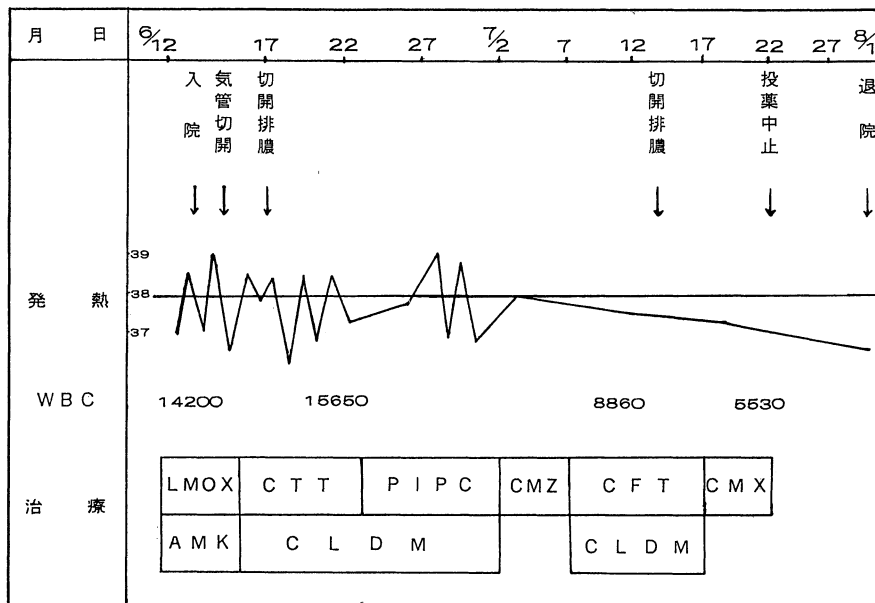 月 日 6/12 17 22 27 7/2 7 12 17 22 27 8/1
入院
気管切開
切開排膿
切開排膿
投薬中止
退院
39
発熱 38
37
WBC 14200 15650 8860 5530
治療
LMOX CTT PIPC CMZ CFT CMX
AMK CLDM CLDM